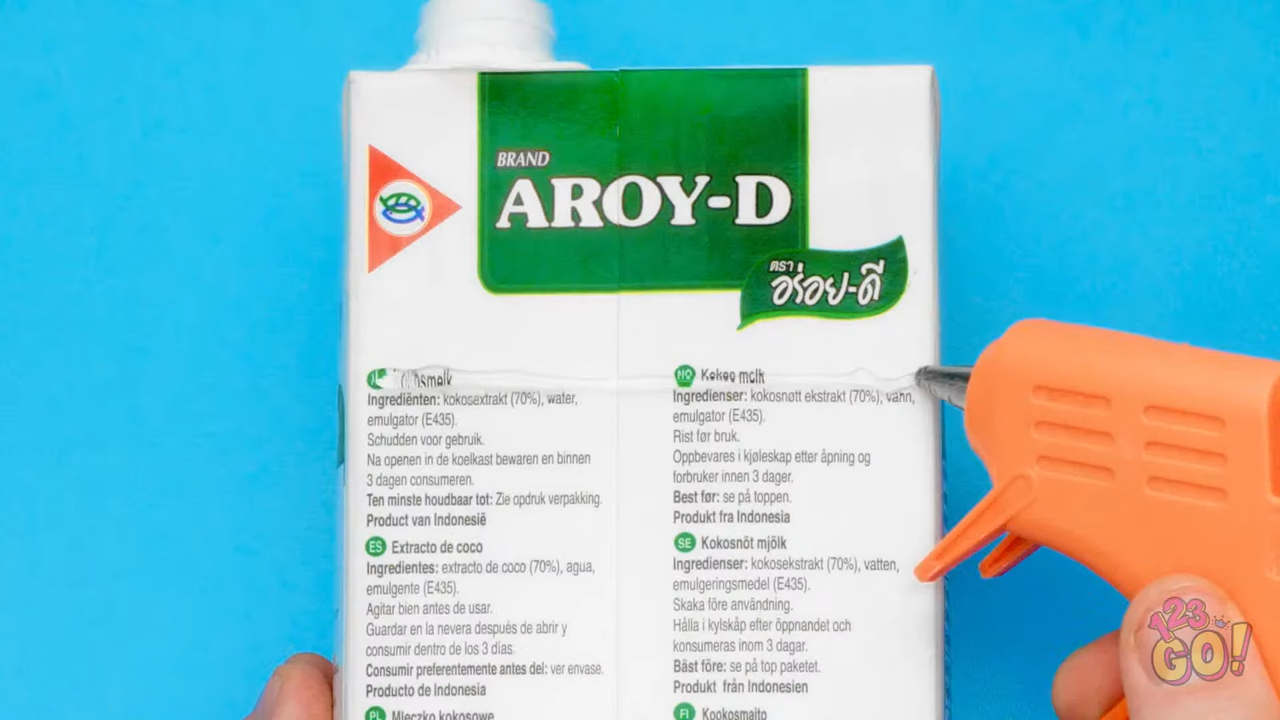 BRAND
AROY-D
ตรา
อร่อย-ดี
Ingrediënten: kokosextrakt (70%), water,
emulgator (E435).
Schudden voor gebruik.
Na openen in de koelkast bewaren en binnen
3 dagen consumeren.
Ten minste houdbaar tot: Zie opdruk verpakking.
Product van Indonesië
ES Extracto de coco
Ingredientes: extracto de coco (70%), agua,
emulgente (E435).
Agitar bien antes de usar.
Guardar en la nevera después de abrir y
consumir dentro de los 3 días.
Consumir preferentemente antes del: ver envase.
Producto de Indonesia
PL Mleczko kokosowe
NO
Ingredienser: kokosnøtt ekstrakt (70%), vann,
emulgator (E435).
Rist før bruk.
Oppbevares i kjøleskap etter åpning og
forbruker innen 3 dager.
Best før: se på toppen.
Produkt fra Indonesia
SE Kokosnöt mjölk
Ingredienser: kokosekstrakt (70%), vatten,
emulgeringsmedel (E435).
Skaka före användning.
Hålla i kylskåp efter öppnandet och
konsumeras inom 3 dagar.
Bäst före: se på top paketet.
Produkt från Indonesien
FI Kookosmaito
123
GO!